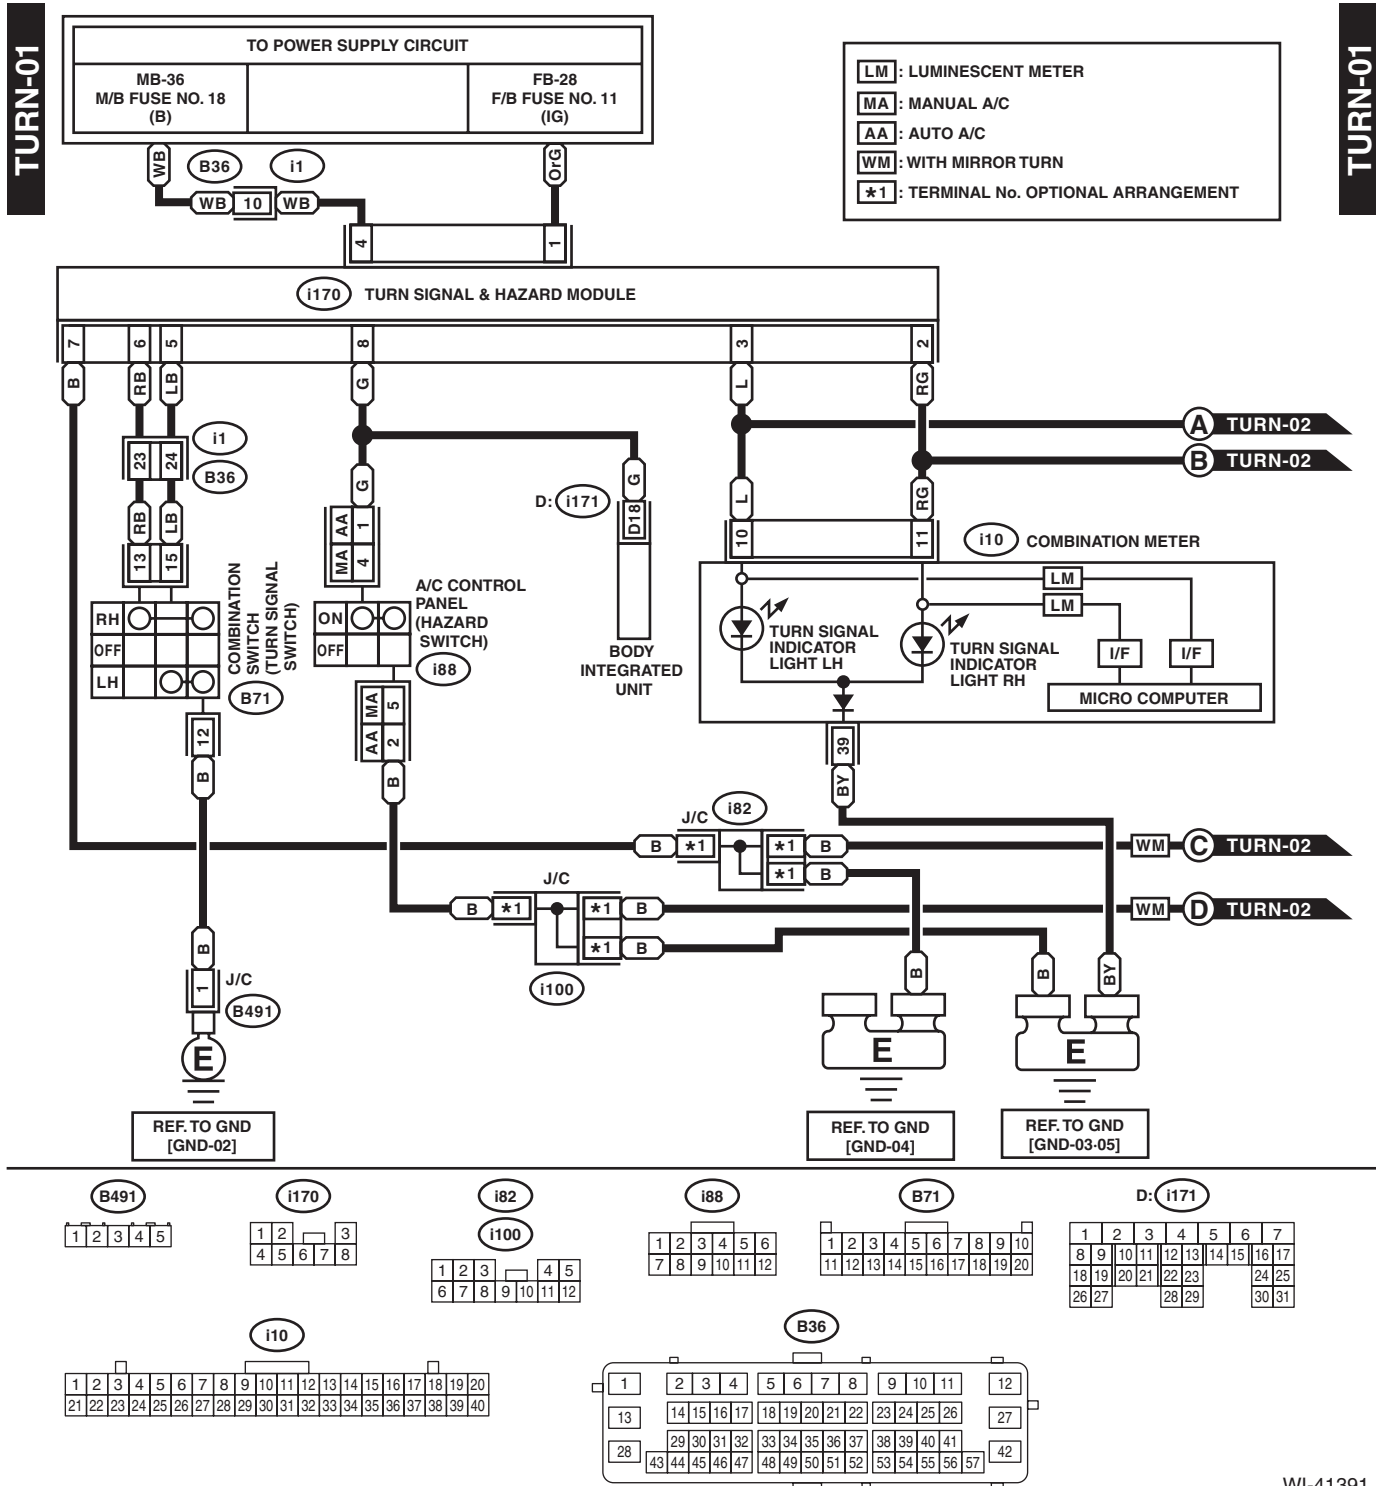 TURN-01
TURN-01
TO POWER SUPPLY CIRCUIT
MB-36
M/B FUSE NO. 18
(B)
FB-28
F/B FUSE NO. 11
(IG)
LM : LUMINESCENT METER
MA : MANUAL A/C
AA : AUTO A/C
WM : WITH MIRROR TURN
*1 : TERMINAL No. OPTIONAL ARRANGEMENT
WB
B36
i1
OrG
WB 10 WB
4
1
i170 TURN SIGNAL & HAZARD MODULE
7 6 5 8 3 2
B RB LB G L RG
A TURN-02
B TURN-02
i1
23 24
B36
G
G
L
RG
D: i171
D18
RB LB
AA 1
MA 4
10
11
i10 COMBINATION METER
13 15
COMBINATION
SWITCH
(TURN SIGNAL
SWITCH)
B71
RH
OFF
LH
ON
OFF
A/C CONTROL
PANEL
(HAZARD
SWITCH)
i88
BODY
INTEGRATED
UNIT
LM
LM
TURN SIGNAL
INDICATOR
LIGHT LH
TURN SIGNAL
INDICATOR
LIGHT RH
I/F
I/F
MICRO COMPUTER
MA 5
AA 2
12
B
B
39
BY
J/C
i82
B *1 *1 B
WM C TURN-02
*1 B
J/C
B *1 *1 B
WM D TURN-02
*1 B
i100
B
1
J/C
B491
B
B
BY
E
E
E
REF. TO GND
[GND-02]
REF. TO GND
[GND-04]
REF. TO GND
[GND-03·05]
B491
1 2 3 4 5
i170
1 2 3
4 5 6 7 8
i82
i100
1 2 3 4 5
6 7 8 9 10 11 12
i88
1 2 3 4 5 6
7 8 9 10 11 12
B71
1 2 3 4 5 6 7 8 9 10
11 12 13 14 15 16 17 18 19 20
D: i171
1 2 3 4 5 6 7
8 9 10 11 12 13 14 15 16 17
18 19 20 21 22 23 24 25
26 27 28 29 30 31
i10
1 2 3 4 5 6 7 8 9 10 11 12 13 14 15 16 17 18 19 20
21 22 23 24 25 26 27 28 29 30 31 32 33 34 35 36 37 38 39 40
B36
1 2 3 4 5 6 7 8 9 10 11 12
13 14 15 16 17 18 19 20 21 22 23 24 25 26 27
28 29 30 31 32 33 34 35 36 37 38 39 40 41 42
43 44 45 46 47 48 49 50 51 52 53 54 55 56 57
WI-41391